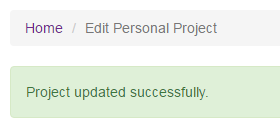 Home / Edit Personal Project
Project updated successfully.